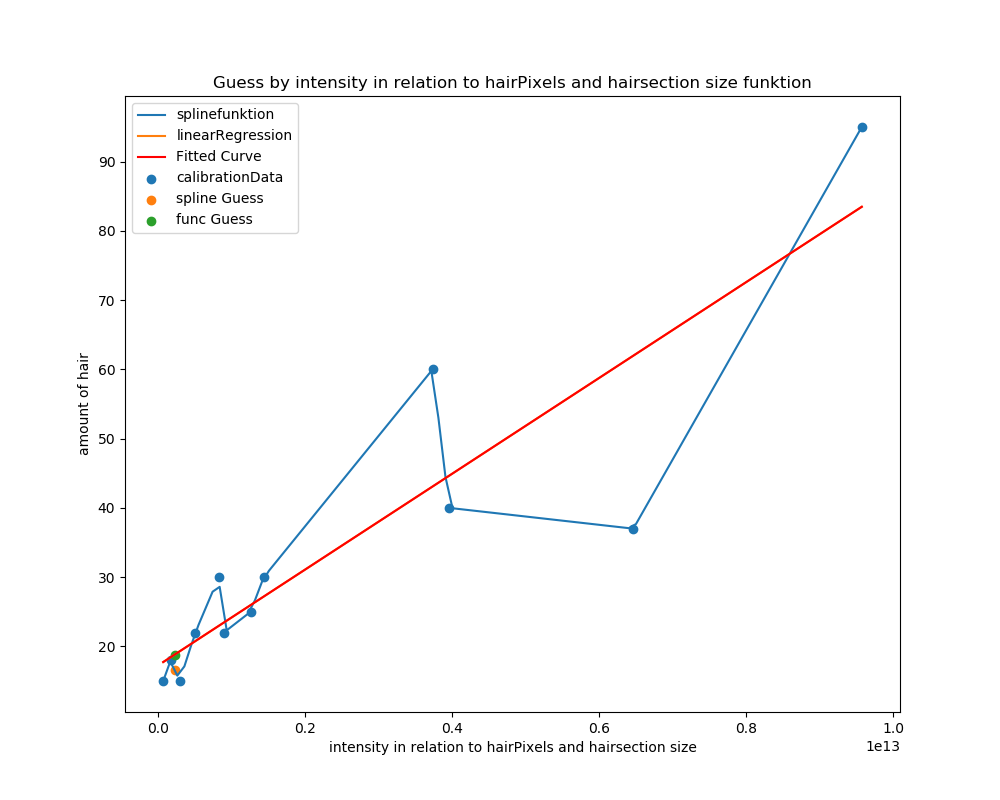 Guess by intensity in relation to hairPixels and hairsection size funktion
splinefunktion
linearRegression
Fitted Curve
calibrationData
spline Guess
func Guess
amount of hair
90
80
70
60
50
40
30
20
0.0 0.2 0.4 0.6 0.8 1.0
1e13
intensity in relation to hairPixels and hairsection size